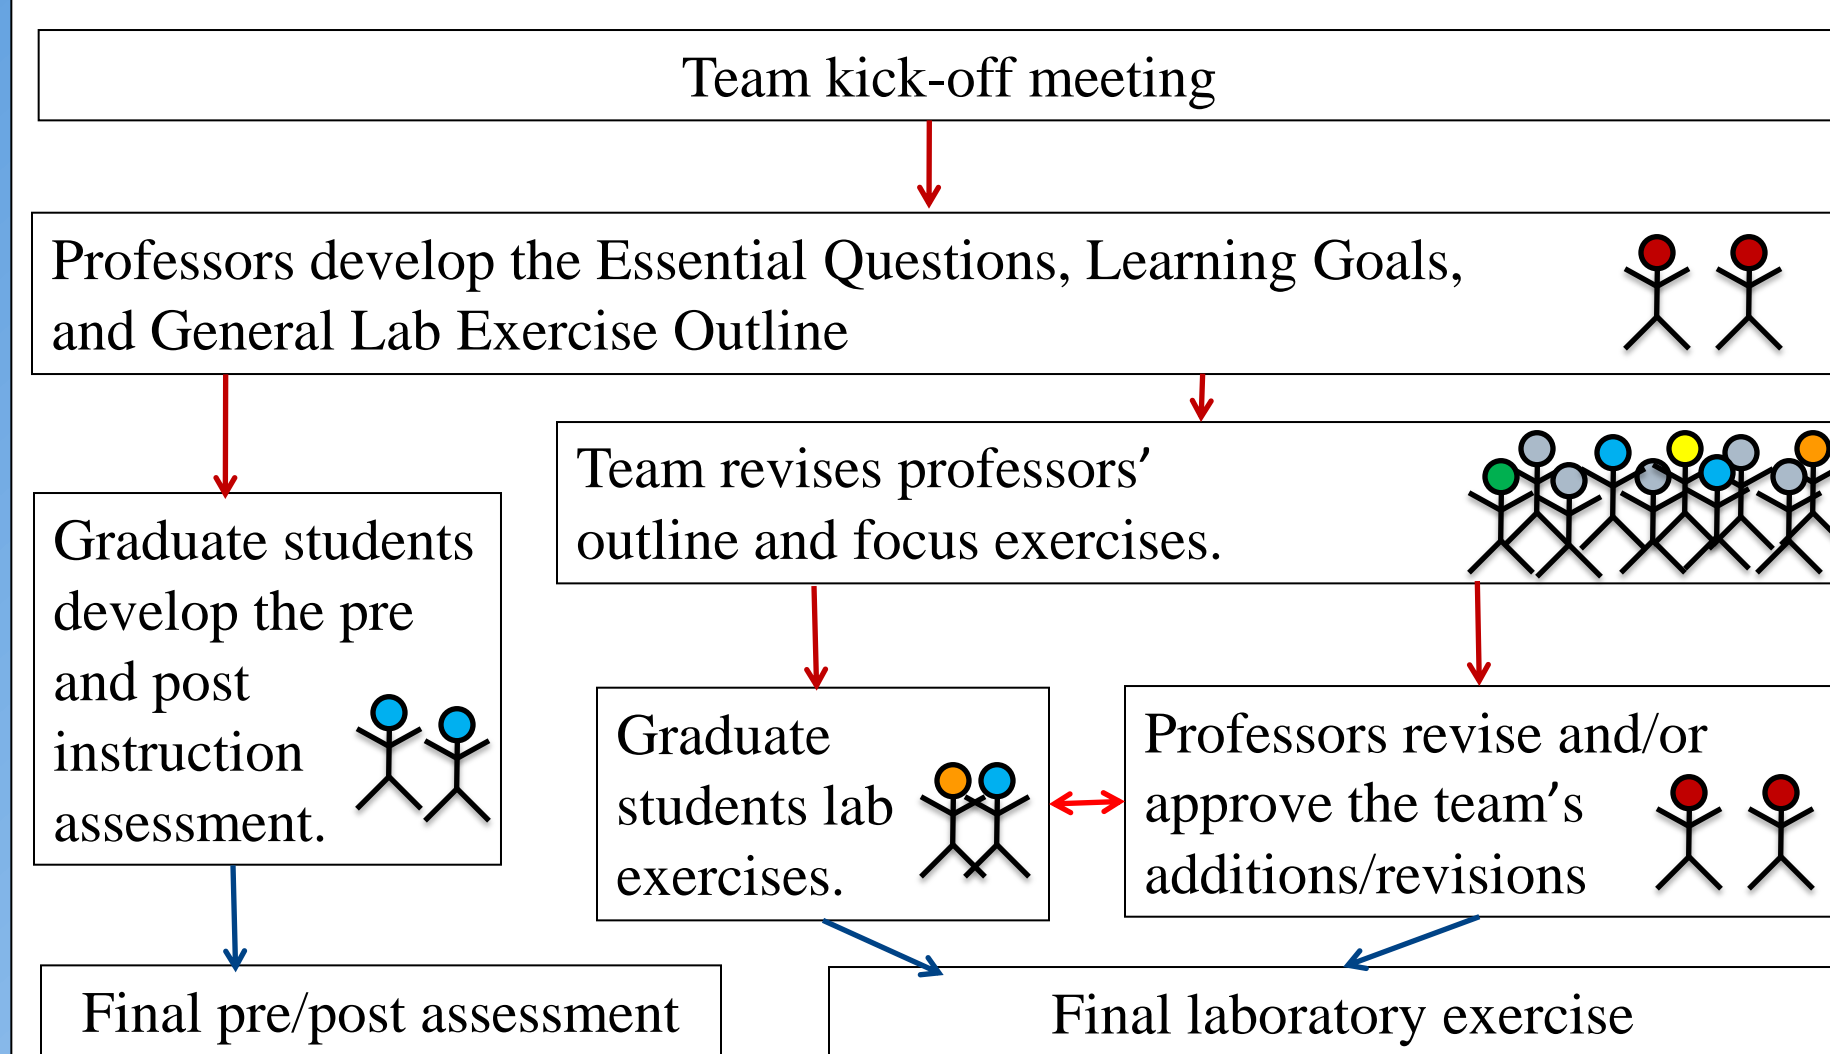 Team kick-off meeting
Professors develop the Essential Questions, Learning Goals,
and General Lab Exercise Outline
Team revises professors’
outline and focus exercises.
Graduate students
develop the pre
and post
instruction
assessment.
Graduate
students lab
exercises.
Professors revise and/or
approve the team’s
additions/revisions
Final pre/post assessment
Final laboratory exercise